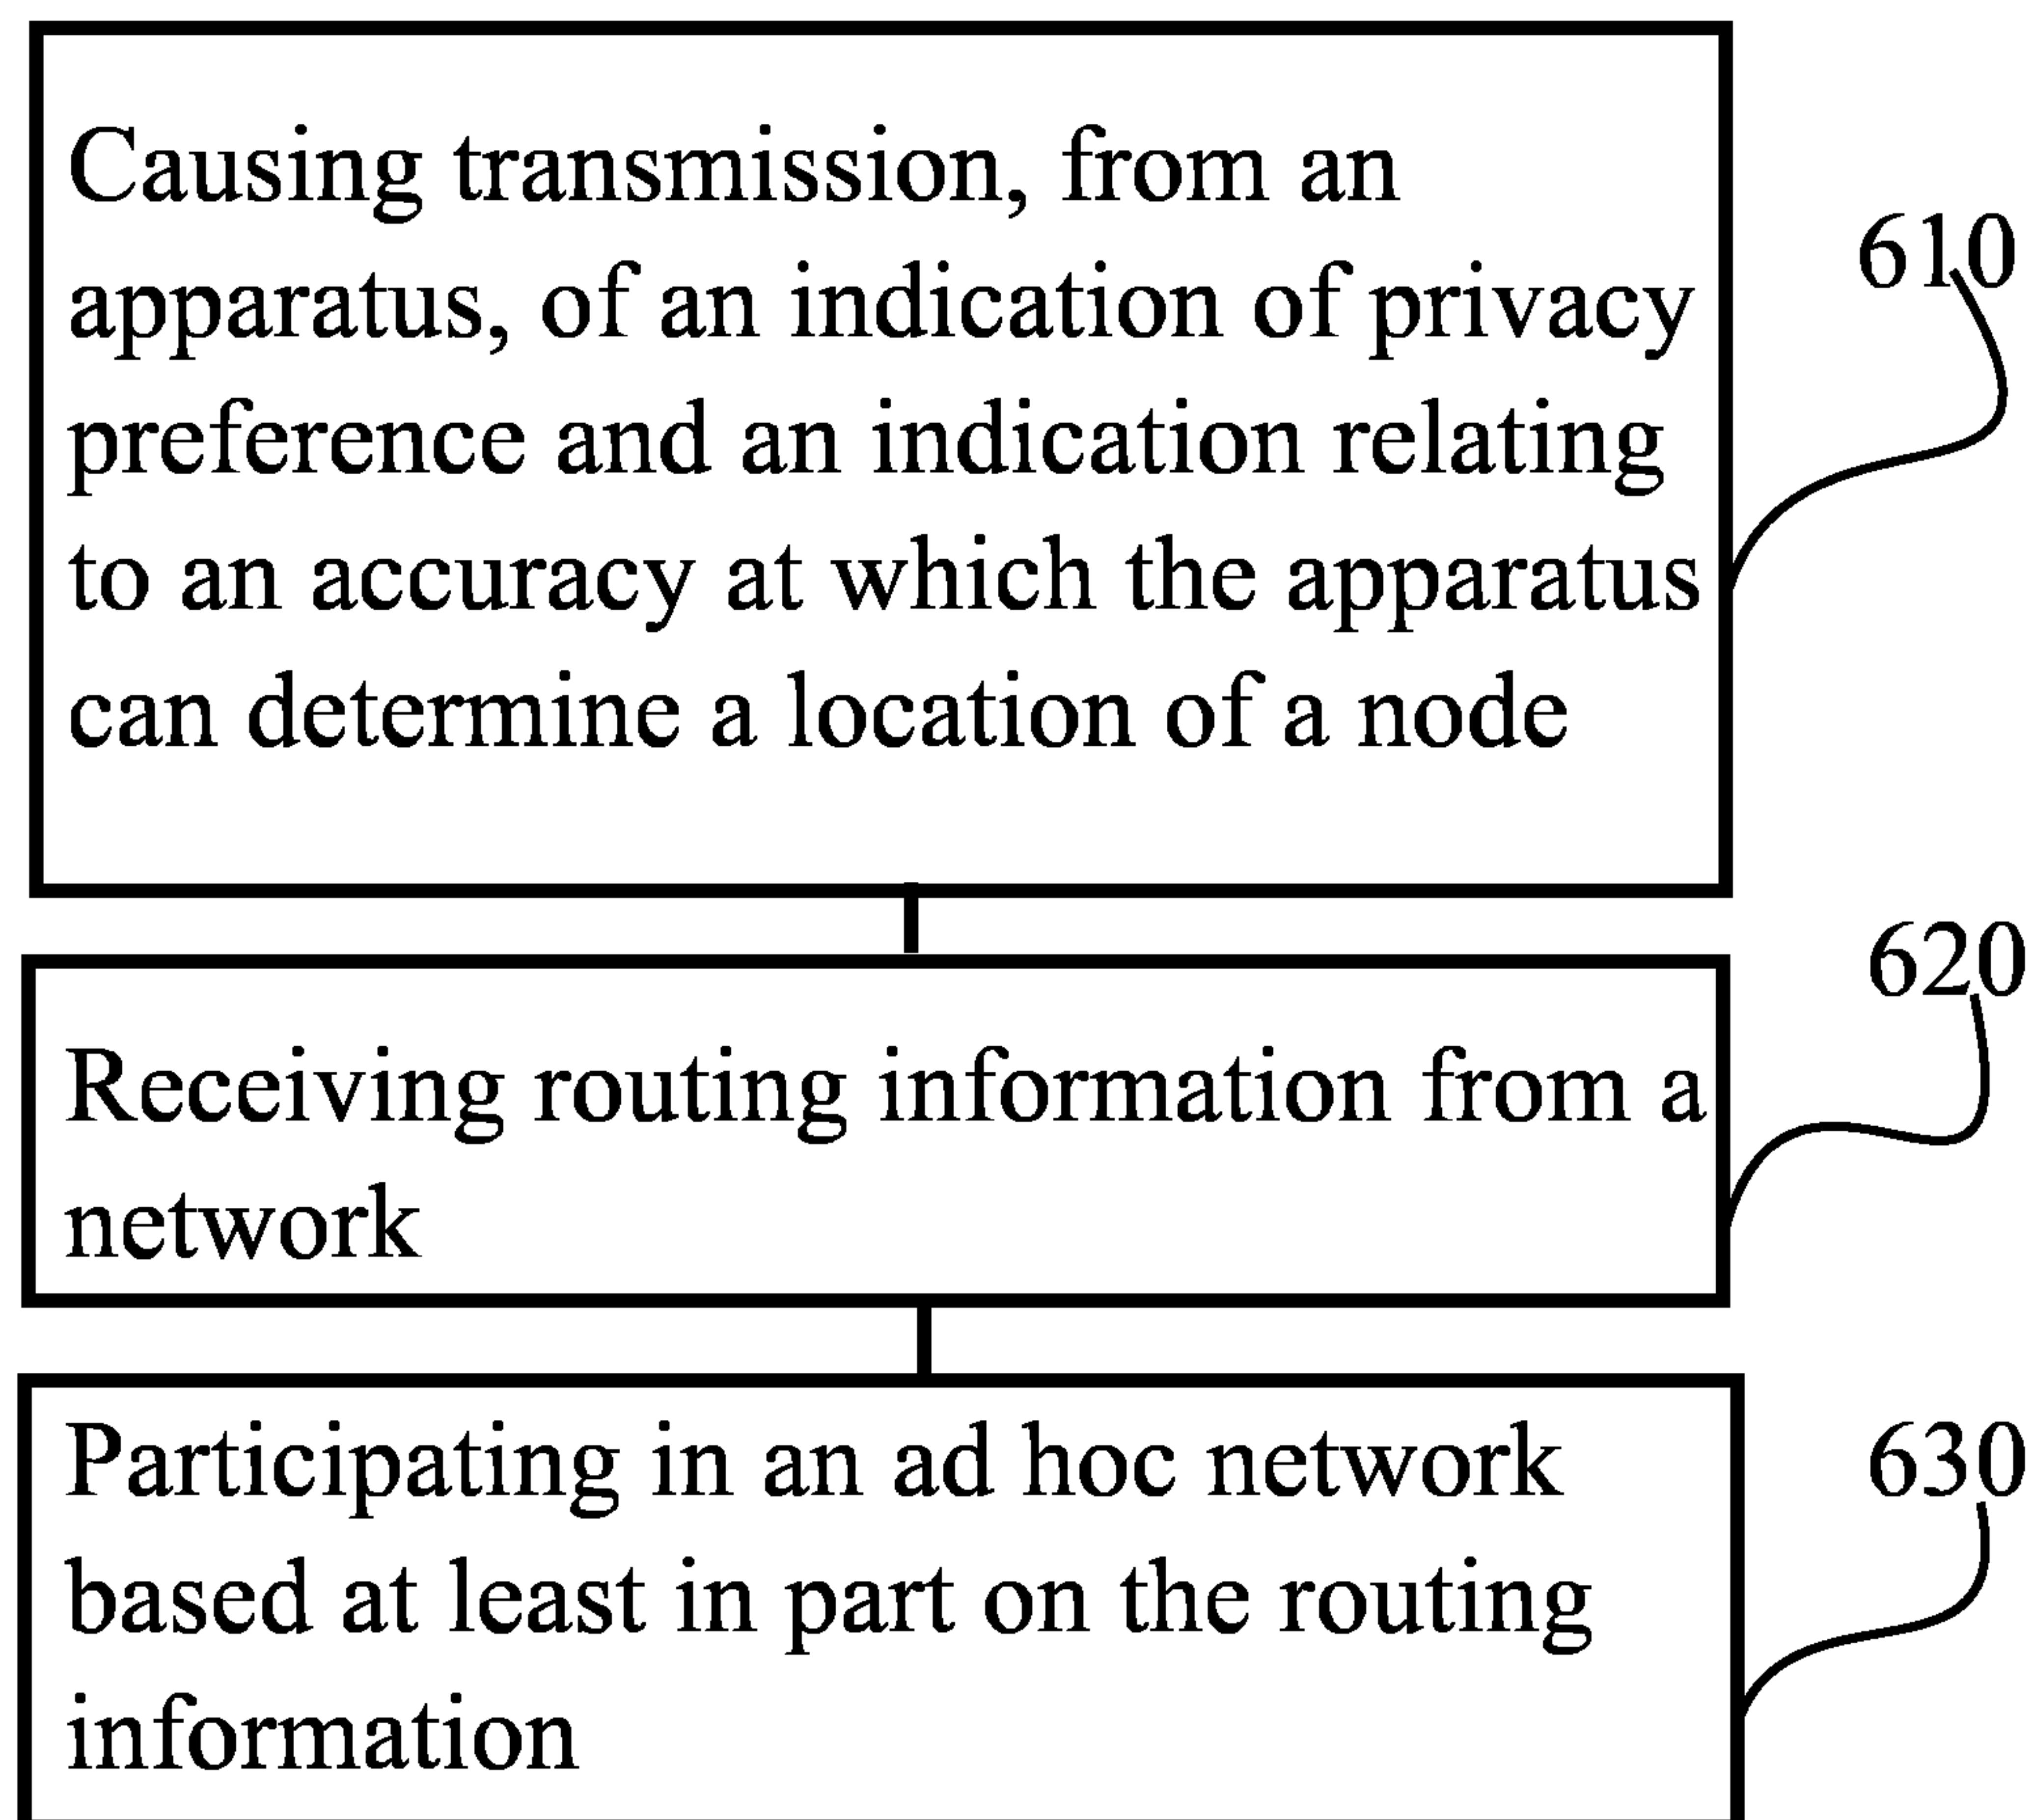 Causing transmission, from an
apparatus, of an indication of privacy
preference and an indication relating
to an accuracy at which the apparatus
can determine a location of a node
610
Receiving routing information from a
network
620
Participating in an ad hoc network
based at least in part on the routing
information
630